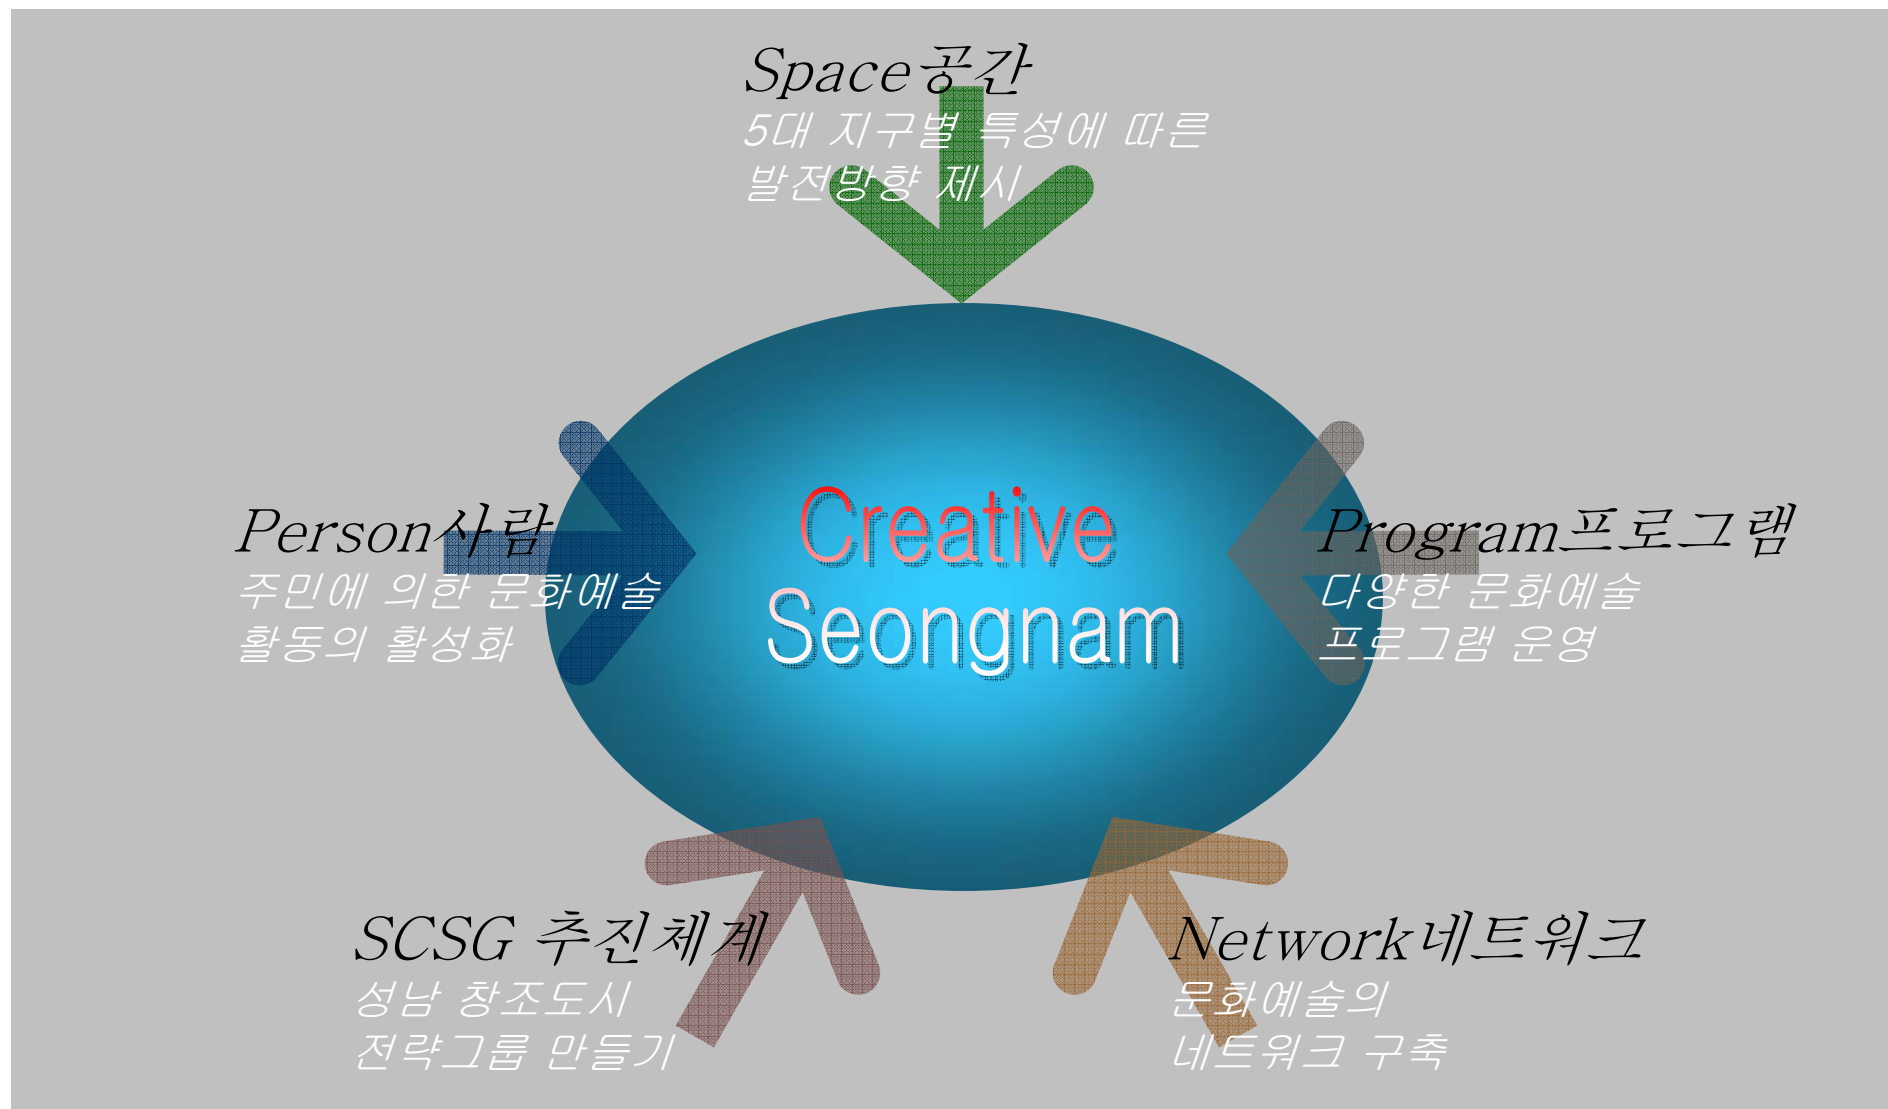 Space공간
5대 지구별 특성에 따른
발전방향 제시
Person사람
주민에 의한 문화예술
활동의 활성화
Creative
Seongnam
Program프로그램
다양한 문화예술
프로그램 운영
SCSG 추진체계
성남 창조도시
전략그룹 만들기
Network네트워크
문화예술의
네트워크 구축